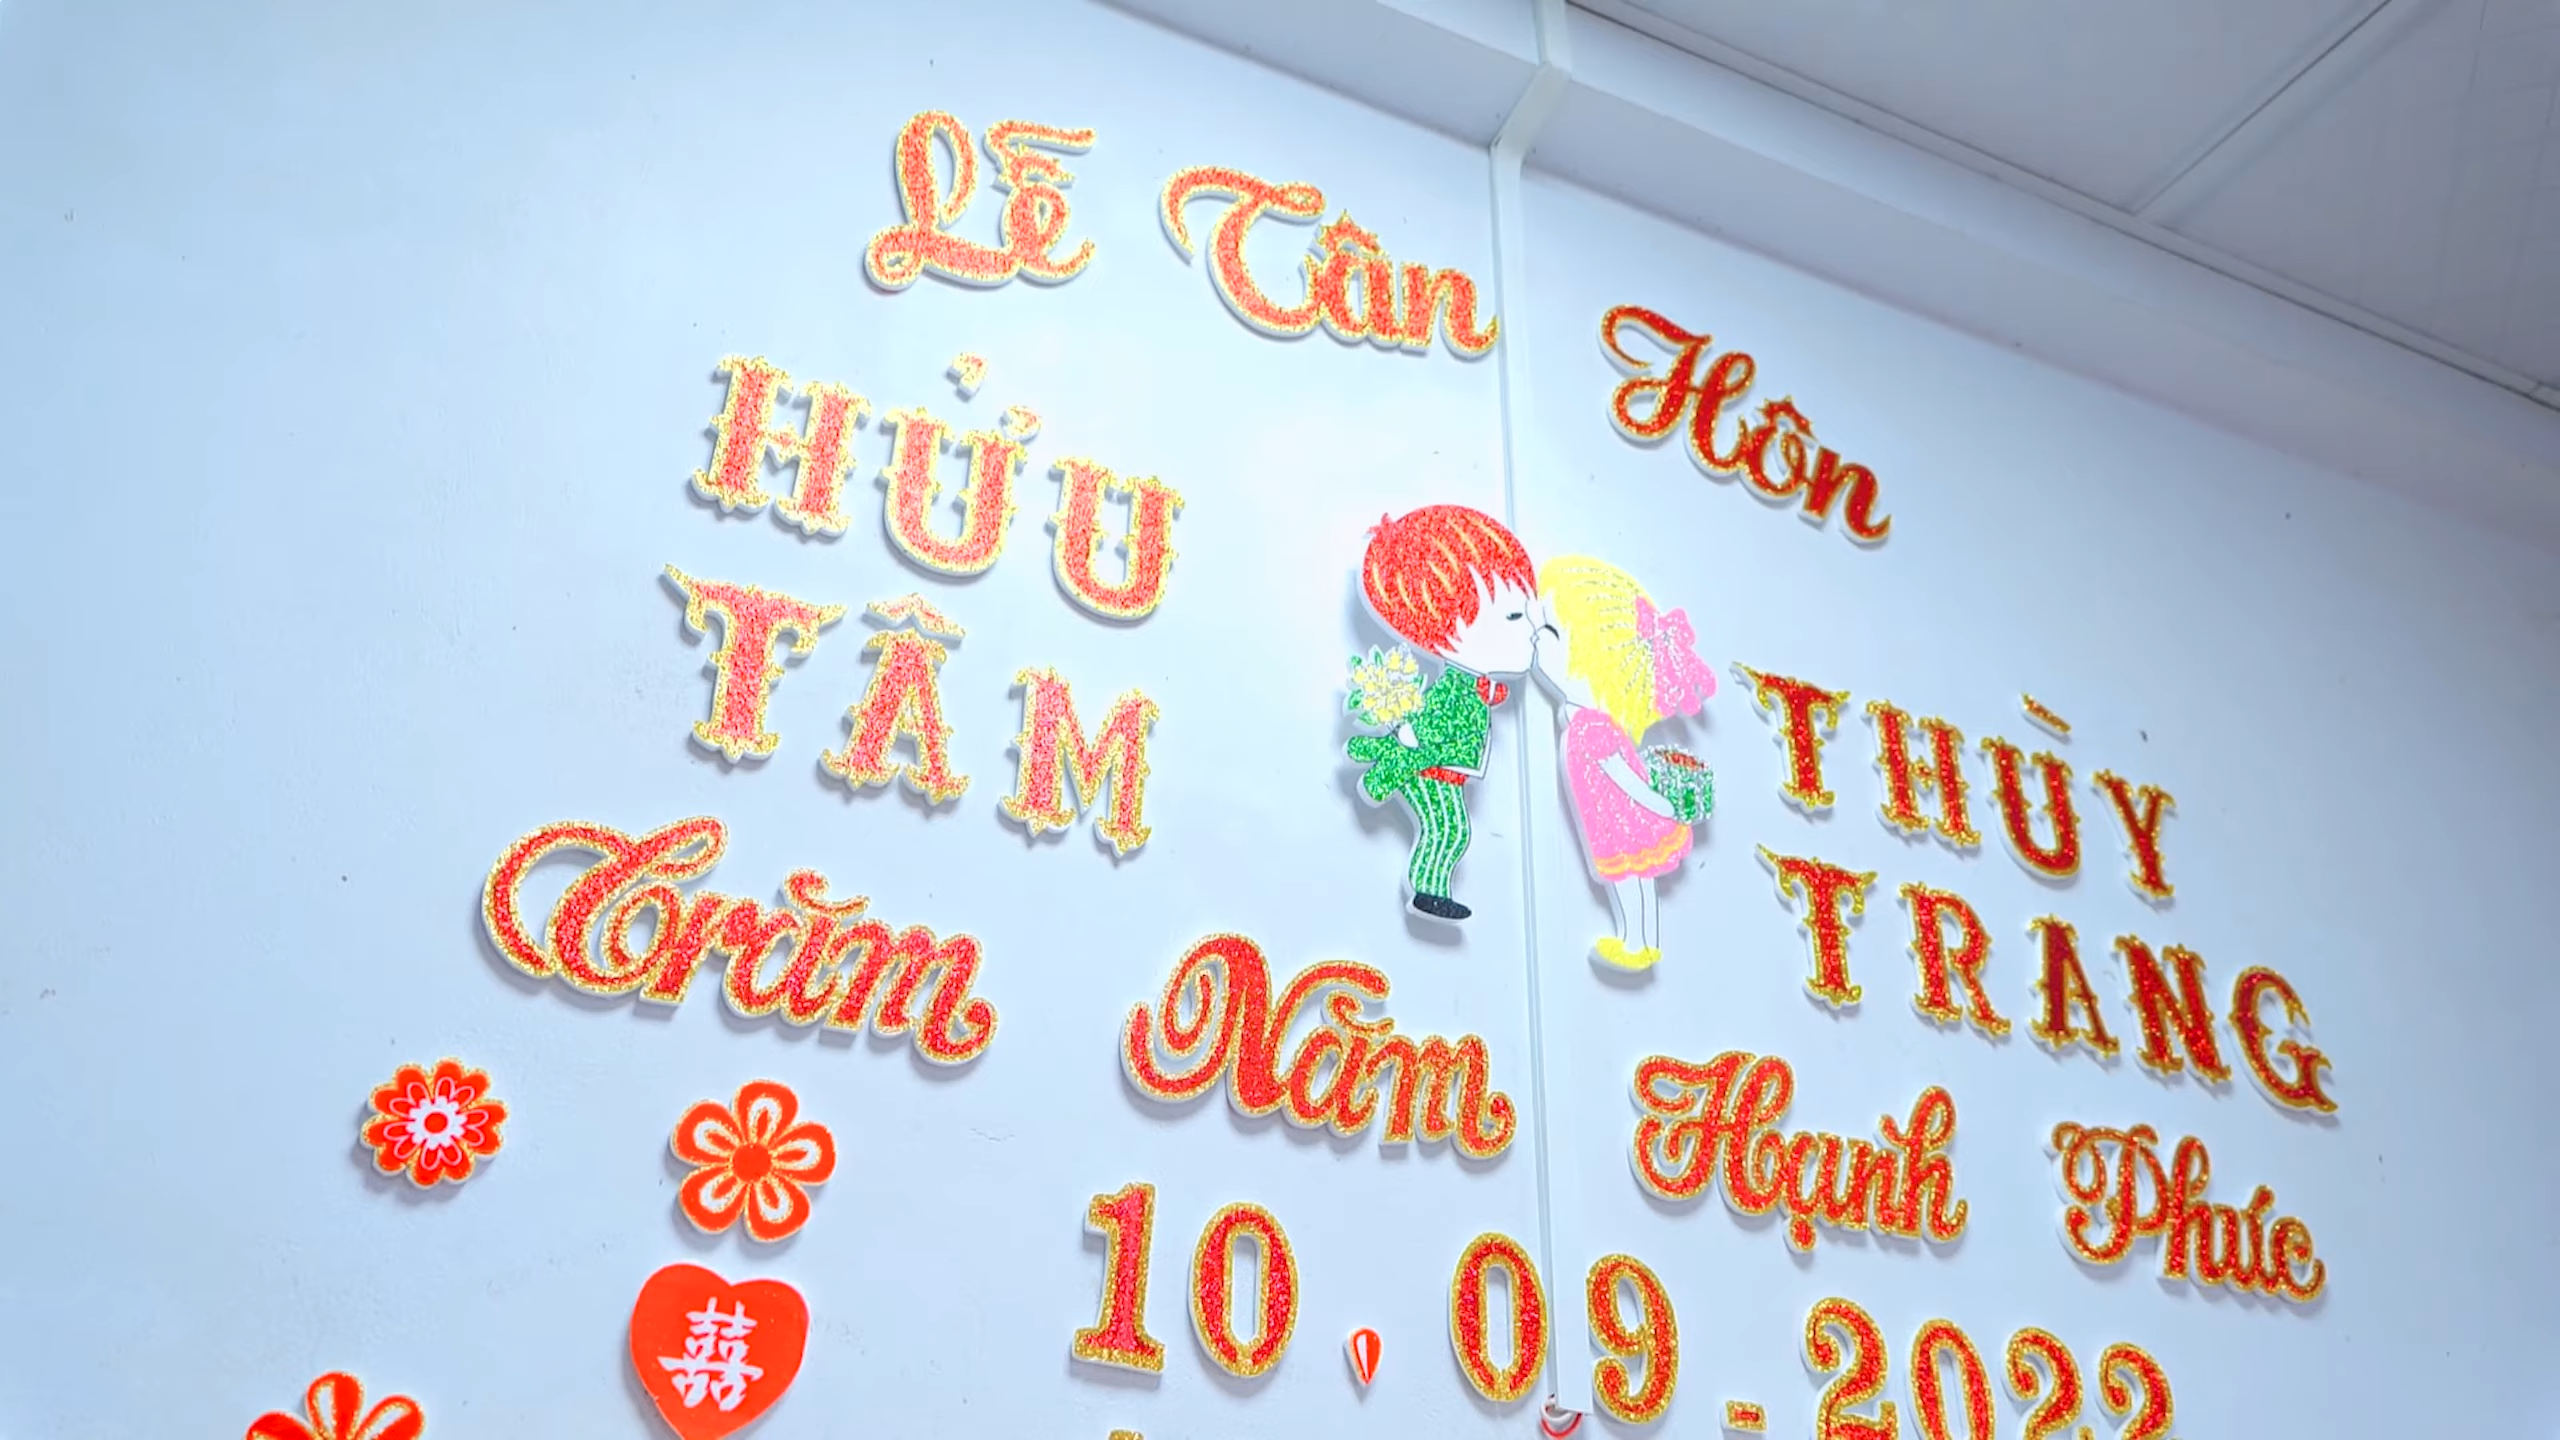 Lễ Tân Hôn
HỬU
TÂM
THÙY
TRANG
Trăm Năm Hạnh Phúc
10.09-2022
囍